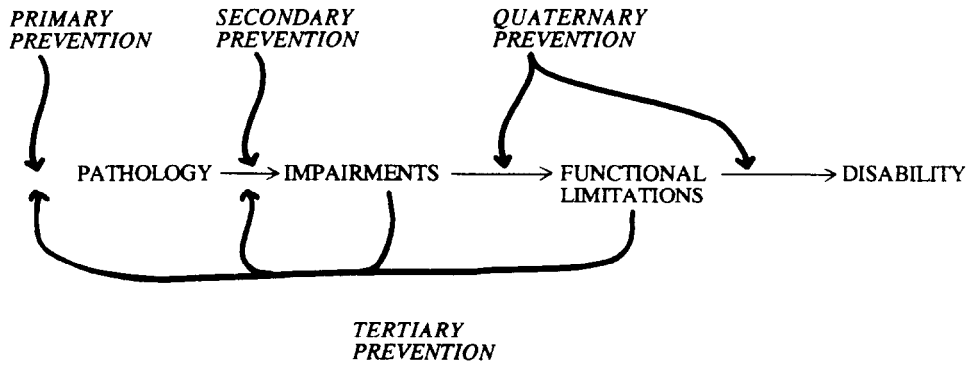 PRIMARY
PREVENTION
SECONDARY
PREVENTION
QUATERNARY
PREVENTION
PATHOLOGY
IMPAIRMENTS
FUNCTIONAL
LIMITATIONS
DISABILITY
TERTIARY
PREVENTION